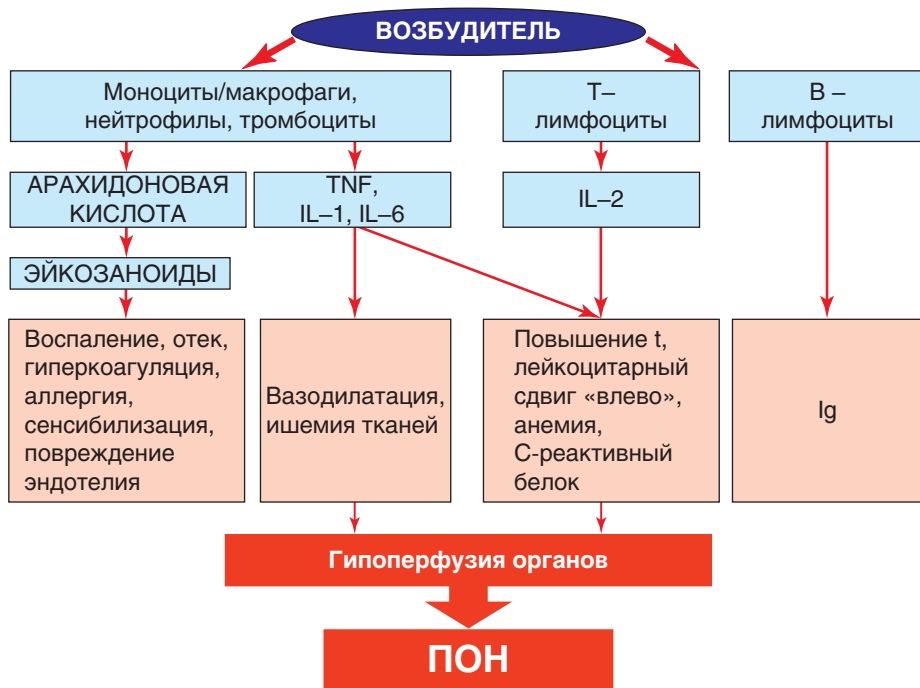 ВОЗБУДИТЕЛЬ
Моноциты/макрофаги,
нейтрофилы, тромбоциты
Т–
лимфоциты
В –
лимфоциты
АРАХИДОНОВАЯ
КИСЛОТА
TNF,
IL–1, IL–6
IL–2
ЭЙКОЗАНОИДЫ
Воспаление, отек,
гиперкоагуляция,
аллергия,
сенсибилизация,
повреждение
эндотелия
Вазодилатация,
ишемия тканей
Повышение t,
лейкоцитарный
сдвиг «влево»,
анемия,
С-реактивный
белок
Ig
Гипоперфузия органов
ПОН